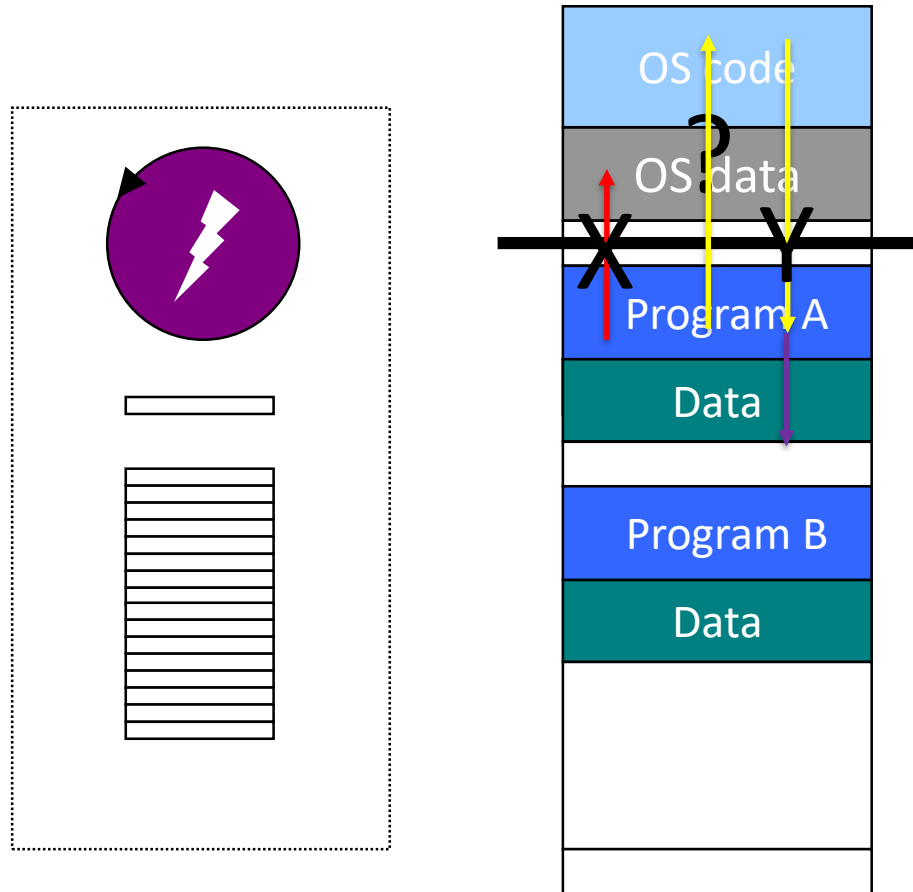 OS code
?
OS data
X
Y
Program A
Data
Program B
Data